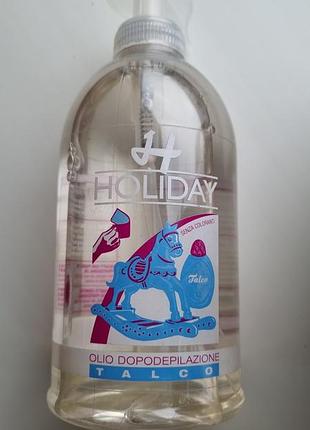 H
HOLIDAY
SENZA COLORANTI
Talco
OLIO DOPODEPILAZIONE
TALCO